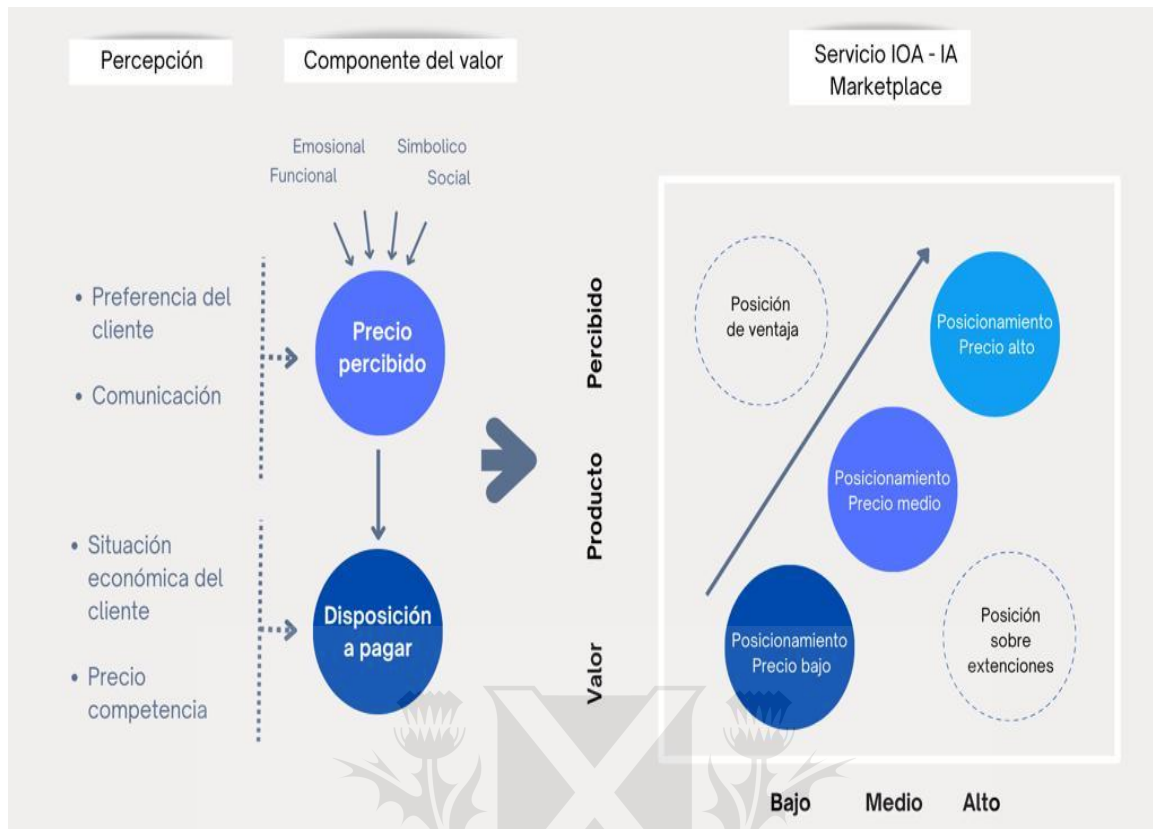 Percepción
Componente del valor
Servicio IOA - IA
Marketplace
Emosional
Simbolico
Funcional
Social
• Preferencia del
cliente
• Comunicación
Precio
percibido
• Situación
económica del
cliente
• Precio
competencia
Disposición
a pagar
Percibido
Producto
Valor
Posición
de ventaja
Posicionamiento
Precio alto
Posicionamiento
Precio medio
Posicionamiento
Precio bajo
Posición
sobre
extenciones
Bajo
Medio
Alto